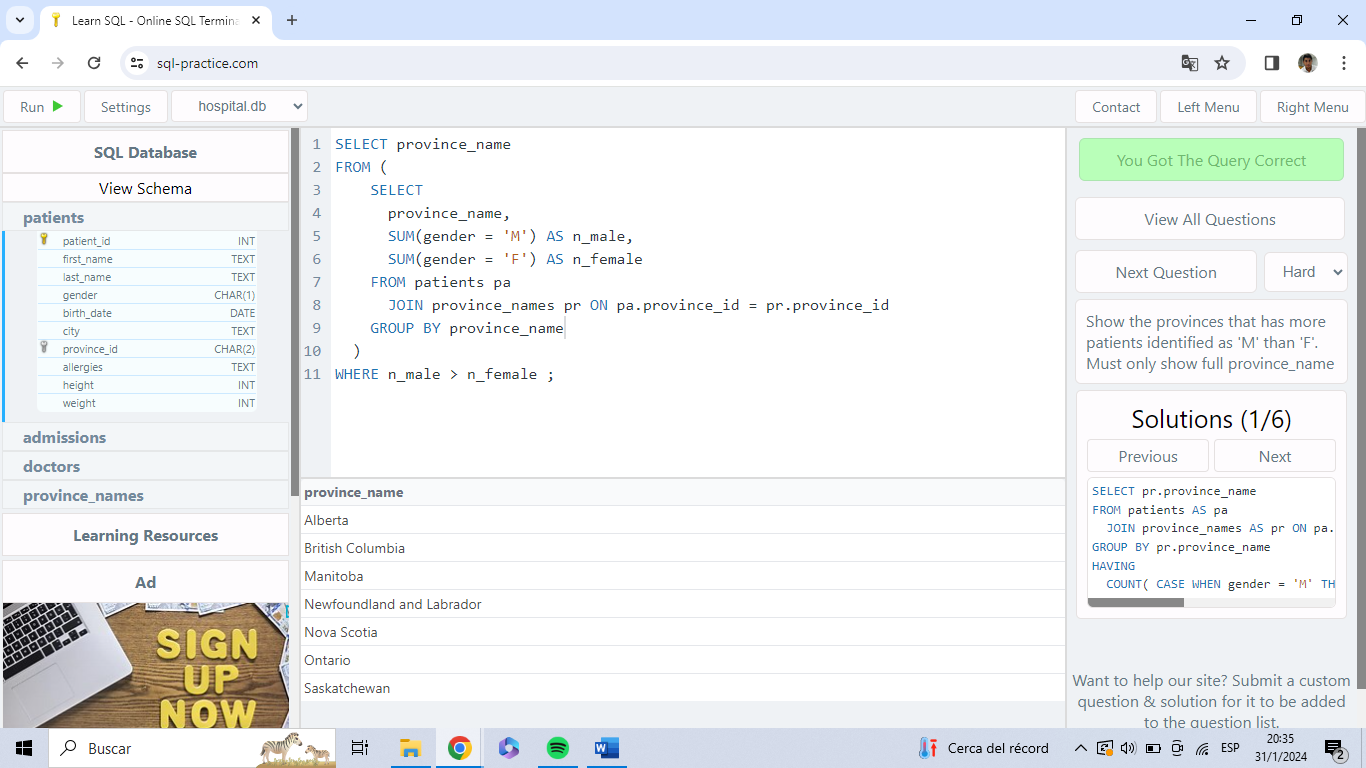 Learn SQL - Online SQL Termina
sql-practice.com
Run
Settings
hospital.db
Contact
Left Menu
Right Menu
SQL Database
View Schema
patients
patient_id INT
first_name TEXT
last_name TEXT
gender CHAR(1)
birth_date DATE
city TEXT
province_id CHAR(2)
allergies TEXT
height INT
weight INT
admissions
doctors
province_names
Learning Resources
Ad
SIGN
UP
NOW
1 SELECT province_name
2 FROM (
3 SELECT
4 province_name,
5 SUM(gender = 'M') AS n_male,
6 SUM(gender = 'F') AS n_female
7 FROM patients pa
8 JOIN province_names pr ON pa.province_id = pr.province_id
9 GROUP BY province_name
10 )
11 WHERE n_male > n_female ;
province_name
Alberta
British Columbia
Manitoba
Newfoundland and Labrador
Nova Scotia
Ontario
Saskatchewan
You Got The Query Correct
View All Questions
Next Question
Hard
Show the provinces that has more
patients identified as 'M' than 'F'.
Must only show full province_name
Solutions (1/6)
Previous
Next
SELECT pr.province_name
FROM patients AS pa
JOIN province_names AS pr ON pa.
GROUP BY pr.province_name
HAVING
COUNT( CASE WHEN gender = 'M' TH
Want to help our site? Submit a custom
question & solution for it to be added
to the question list.
Buscar
Cerca del récord
ESP
20:35
31/1/2024
2